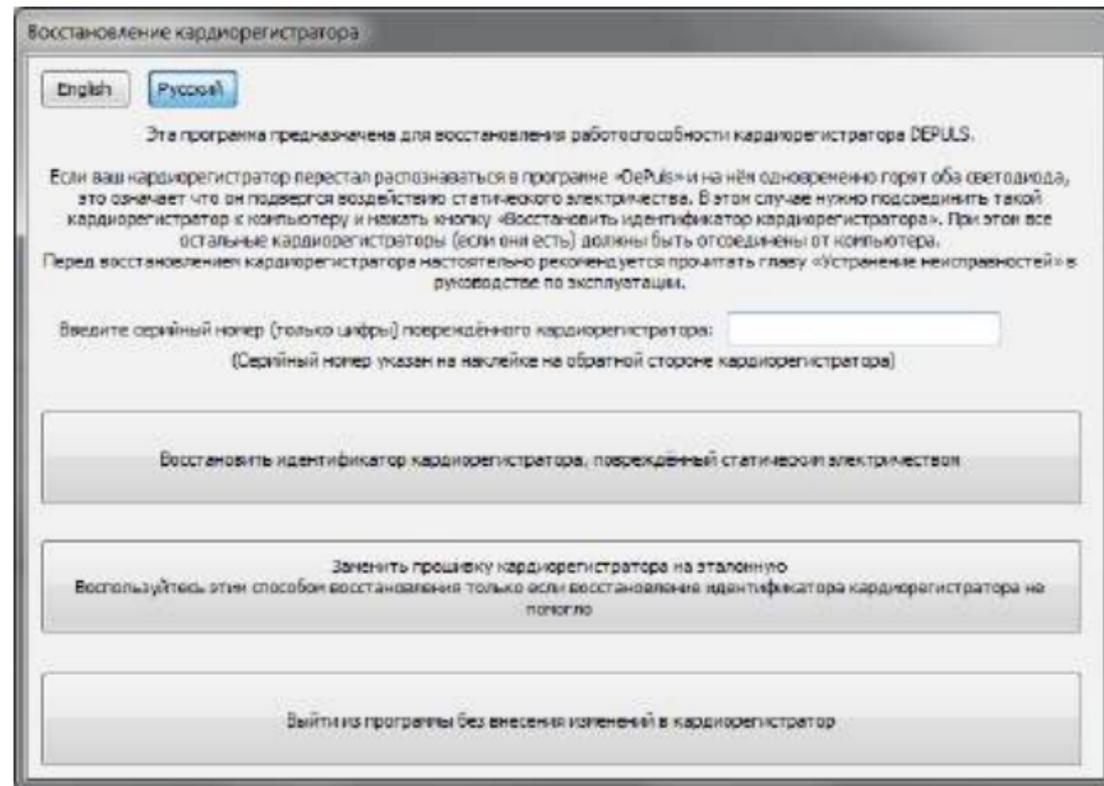 Восстановление кардиорегистратора
English Русский
Эта программа предназначена для восстановления работоспособности кардиорегистратора DEPULS.
Если ваш кардиорегистратор перестал распознаваться в программе «DePuls» и на нём одновременно горят оба светодиода,
это означает что он подвергся воздействию статического электричества. В этом случае нужно подсоединить такой
кардиорегистратор к компьютеру и нажать кнопку «Восстановить идентификатор кардиорегистратора». При этом все
остальные кардиорегистраторы (если они есть) должны быть отсоединены от компьютера.
Перед восстановлением кардиорегистратора настоятельно рекомендуется прочитать главу «Устранение неисправностей» в
руководстве по эксплуатации.
Введите серийный номер (только цифры) повреждённого кардиорегистратора:
(Серийный номер указан на наклейке на обратной стороне кардиорегистратора)
Восстановить идентификатор кардиорегистратора, повреждённый статическим электричеством
Заменить прошивку кардиорегистратора на эталонную
Воспользуйтесь этим способом восстановления только если восстановление идентификатора кардиорегистратора не
помогло
Выйти из программы без внесения изменений в кардиорегистратор